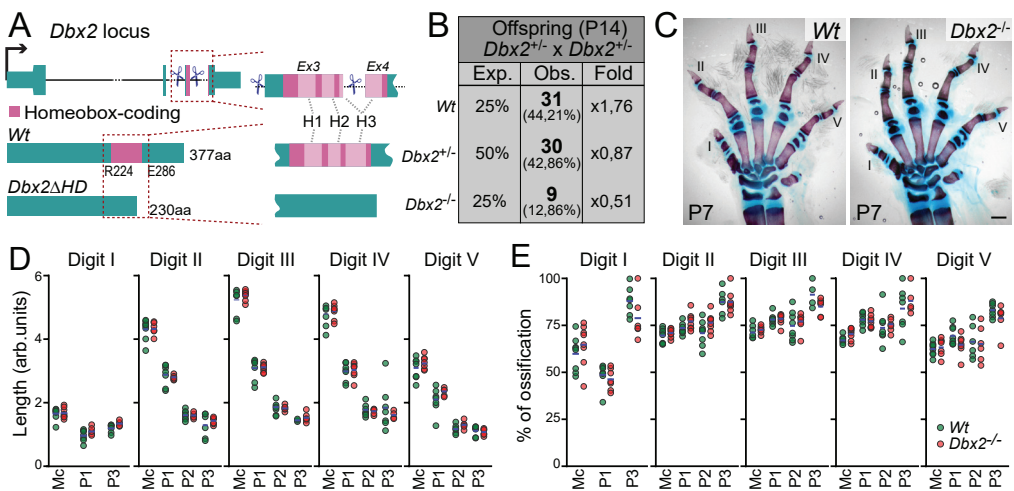 A
Dbx2 locus
Ex3
Ex4
Homeobox-coding
H1
H2
H3
Wt
377aa
R224
E286
Dbx2ΔHD
230aa
B
Offspring (P14)
Dbx2+/- x Dbx2+/-
Exp.
Obs.
Fold
Wt
25%
31
(44,21%)
x1,76
Dbx2+/-
50%
30
(42,86%)
x0,87
Dbx2-/-
25%
9
(12,86%)
x0,51
C
III
Wt
II
IV
V
I
P7
III
Dbx2-/-
II
IV
V
I
P7
D
Digit I
Digit II
Digit III
Digit IV
Digit V
Length (arb. units)
6
4
2
0
Mc
P1
P3
Mc
P1
P2
P3
Mc
P1
P2
P3
Mc
P1
P2
P3
Mc
P1
P2
P3
E
Digit I
Digit II
Digit III
Digit IV
Digit V
% of ossification
100
75
50
25
0
Wt
Dbx2-/-
Mc
P1
P3
Mc
P1
P2
P3
Mc
P1
P2
P3
Mc
P1
P2
P3
Mc
P1
P2
P3